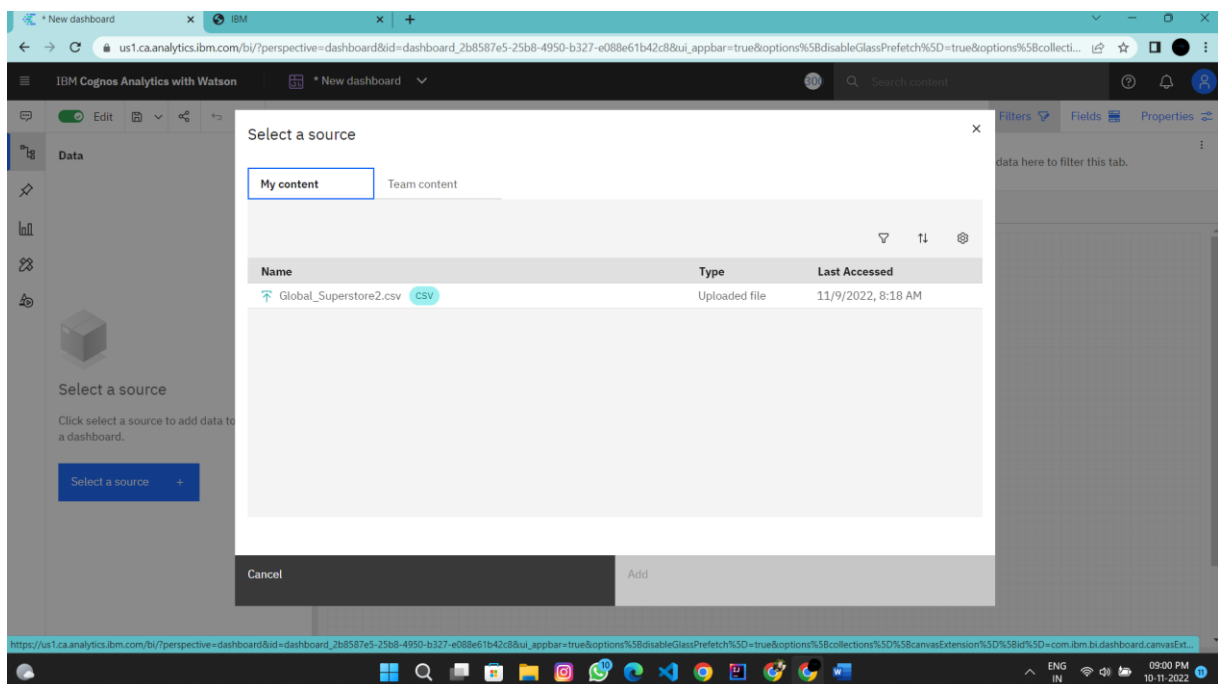 * New dashboard
IBM
us1.ca.analytics.ibm.com/bi/?perspective=dashboard&id=dashboard_2b8587e5-25b8-4950-b327-e088e61b42c8&ui_appbar=true&options%5BdisableGlassPrefetch%5D=true&options%5Bcollecti...
IBM Cognos Analytics with Watson
* New dashboard
Search content
Edit
Filters
Fields
Properties
Data
data here to filter this tab.
Select a source
My content
Team content
Name
Type
Last Accessed
Global_Superstore2.csv
CSV
Uploaded file
11/9/2022, 8:18 AM
Select a source
Click select a source to add data to
a dashboard.
Select a source +
Cancel
Add
https://us1.ca.analytics.ibm.com/bi/?perspective=dashboard&id=dashboard_2b8587e5-25b8-4950-b327-e088e61b42c8&ui_appbar=true&options%5BdisableGlassPrefetch%5D=true&options%5Bcollections%5D%5BcanvasExtension%5D%5Bid%5D=com.ibm.bi.dashboard.canvasExt...
10
ENG
IN
09:00 PM
10-11-2022
11